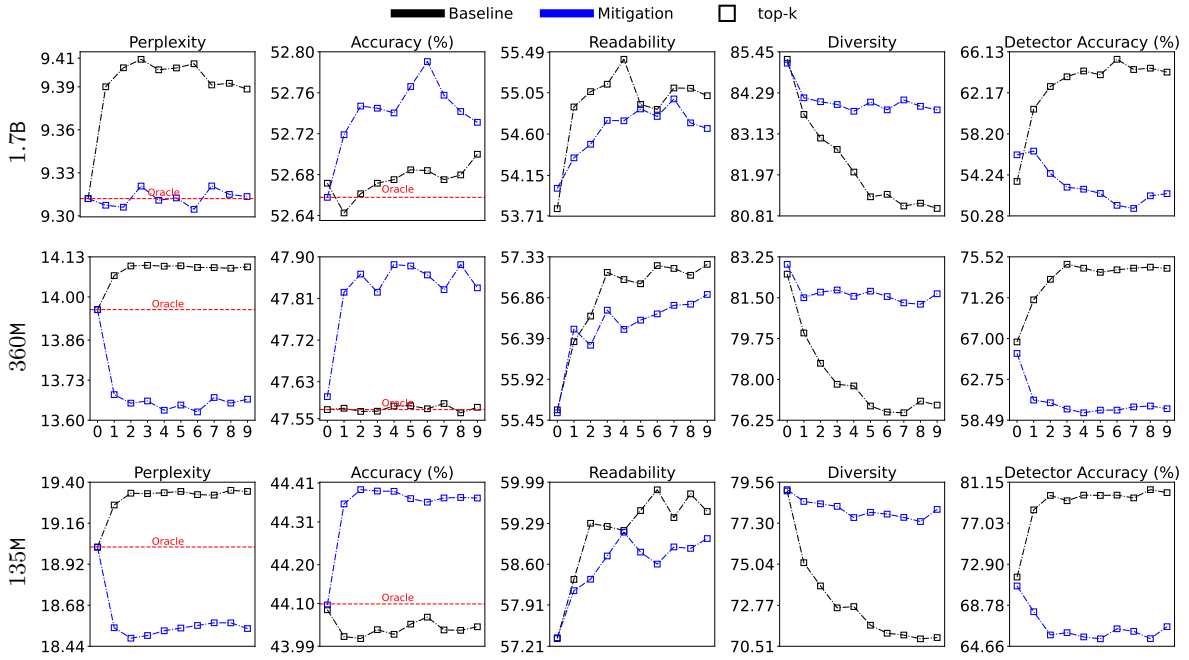 Baseline Mitigation top-k
Perplexity Accuracy (%) Readability Diversity Detector Accuracy (%)
1.7B
9.41 9.39 9.36 9.33 9.30
Oracle
52.80 52.76 52.72 52.68 52.64
Oracle
55.49 55.05 54.60 54.15 53.71
85.45 84.29 83.13 81.97 80.81
66.13 62.17 58.20 54.24 50.28
360M
14.13 14.00 13.86 13.73 13.60
Oracle
0 1 2 3 4 5 6 7 8 9
47.90 47.81 47.72 47.63 47.55
Oracle
0 1 2 3 4 5 6 7 8 9
57.33 56.86 56.39 55.92 55.45
0 1 2 3 4 5 6 7 8 9
83.25 81.50 79.75 78.00 76.25
0 1 2 3 4 5 6 7 8 9
75.52 71.26 67.00 62.75 58.49
0 1 2 3 4 5 6 7 8 9
Perplexity Accuracy (%) Readability Diversity Detector Accuracy (%)
135M
19.40 19.16 18.92 18.68 18.44
Oracle
44.41 44.31 44.20 44.10 43.99
Oracle
59.99 59.29 58.60 57.91 57.21
79.56 77.30 75.04 72.77 70.51
81.15 77.03 72.90 68.78 64.66